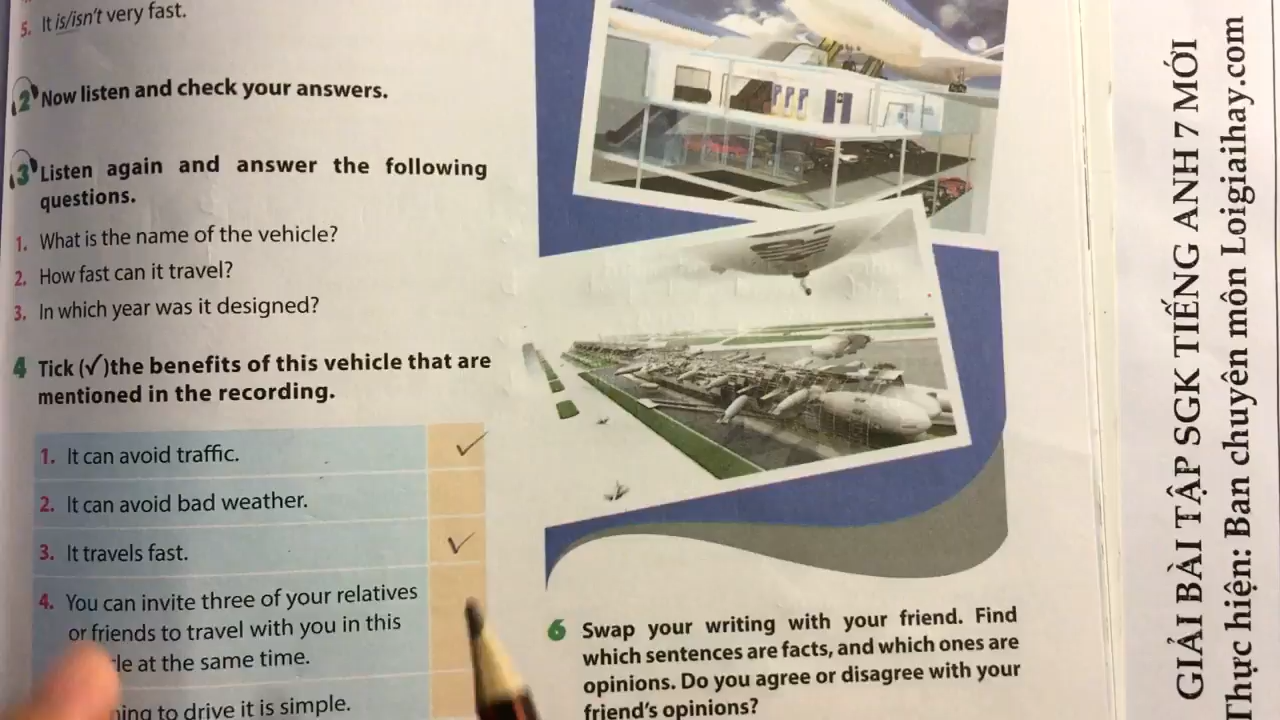 5. It is/isn't very fast.
2 Now listen and check your answers.
3 Listen again and answer the following
questions.
1. What is the name of the vehicle?
2. How fast can it travel?
3. In which year was it designed?
4 Tick (✓)the benefits of this vehicle that are
mentioned in the recording.
1. It can avoid traffic. ✓
2. It can avoid bad weather.
3. It travels fast. ✓
4. You can invite three of your relatives
or friends to travel with you in this
at the same time.
to drive it is simple.
6 Swap your writing with your friend. Find
which sentences are facts, and which ones are
opinions. Do you agree or disagree with your
friend's opinions?
GIẢI BÀI TẬP SGK TIẾNG ANH 7 MỚI
Thực hiện: Ban chuyên môn Loigiaihay.com